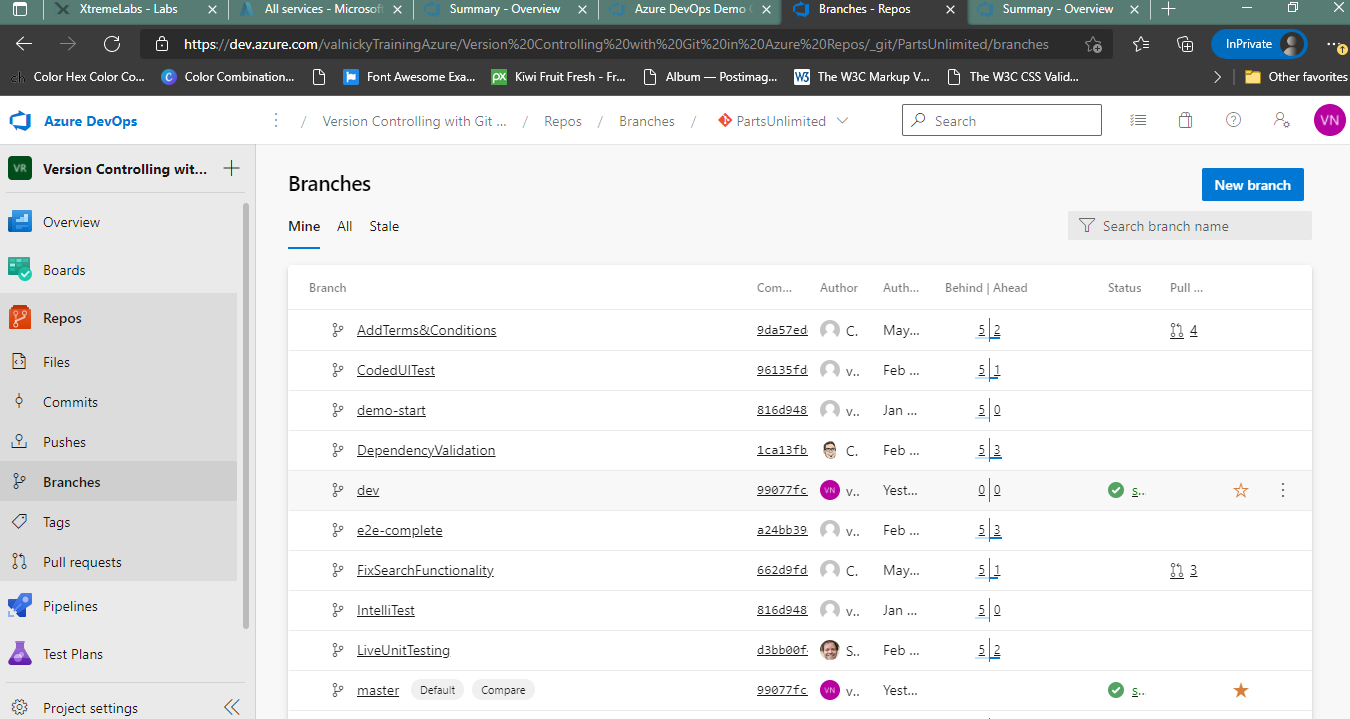 XtremeLabs - Labs
All services - Microsof
Summary - Overview
Azure DevOps Demo
Branches - Repos
Summary - Overview
https://dev.azure.com/valnickyTrainingAzure/Version%20Controlling%20with%20Git%20in%20Azure%20Repos/_git/PartsUnlimited/branches
InPrivate
Color Hex Color Co...
Color Combination...
Font Awesome Exa...
px Kiwi Fruit Fresh - Fr...
Album — Postimag...
W3 The W3C Markup V...
The W3C CSS Valid...
Other favorites
Azure DevOps
/ Version Controlling with Git ... / Repos / Branches / PartsUnlimited
Search
VN
VR Version Controlling wit...
Overview
Boards
Repos
Files
Commits
Pushes
Branches
Tags
Pull requests
Pipelines
Test Plans
Project settings
Branches
New branch
Mine All Stale
Search branch name
Branch Com... Author Auth... Behind | Ahead Status Pull ...
AddTerms&Conditions 9da57ed C. May... 5 2 4
CodedUITest 96135fd v.. Feb ... 5 1
demo-start 816d948 v.. Jan ... 5 0
DependencyValidation 1ca13fb C. Feb ... 5 3
dev 99077fc VN v.. Yest... 0 0 s..
e2e-complete a24bb39 v.. Feb ... 5 3
FixSearchFunctionality 662d9fd C. May... 5 1 3
IntelliTest 816d948 v.. Jan ... 5 0
LiveUnitTesting d3bb00f S.. Feb ... 5 2
master Default Compare 99077fc VN v.. Yest... s..